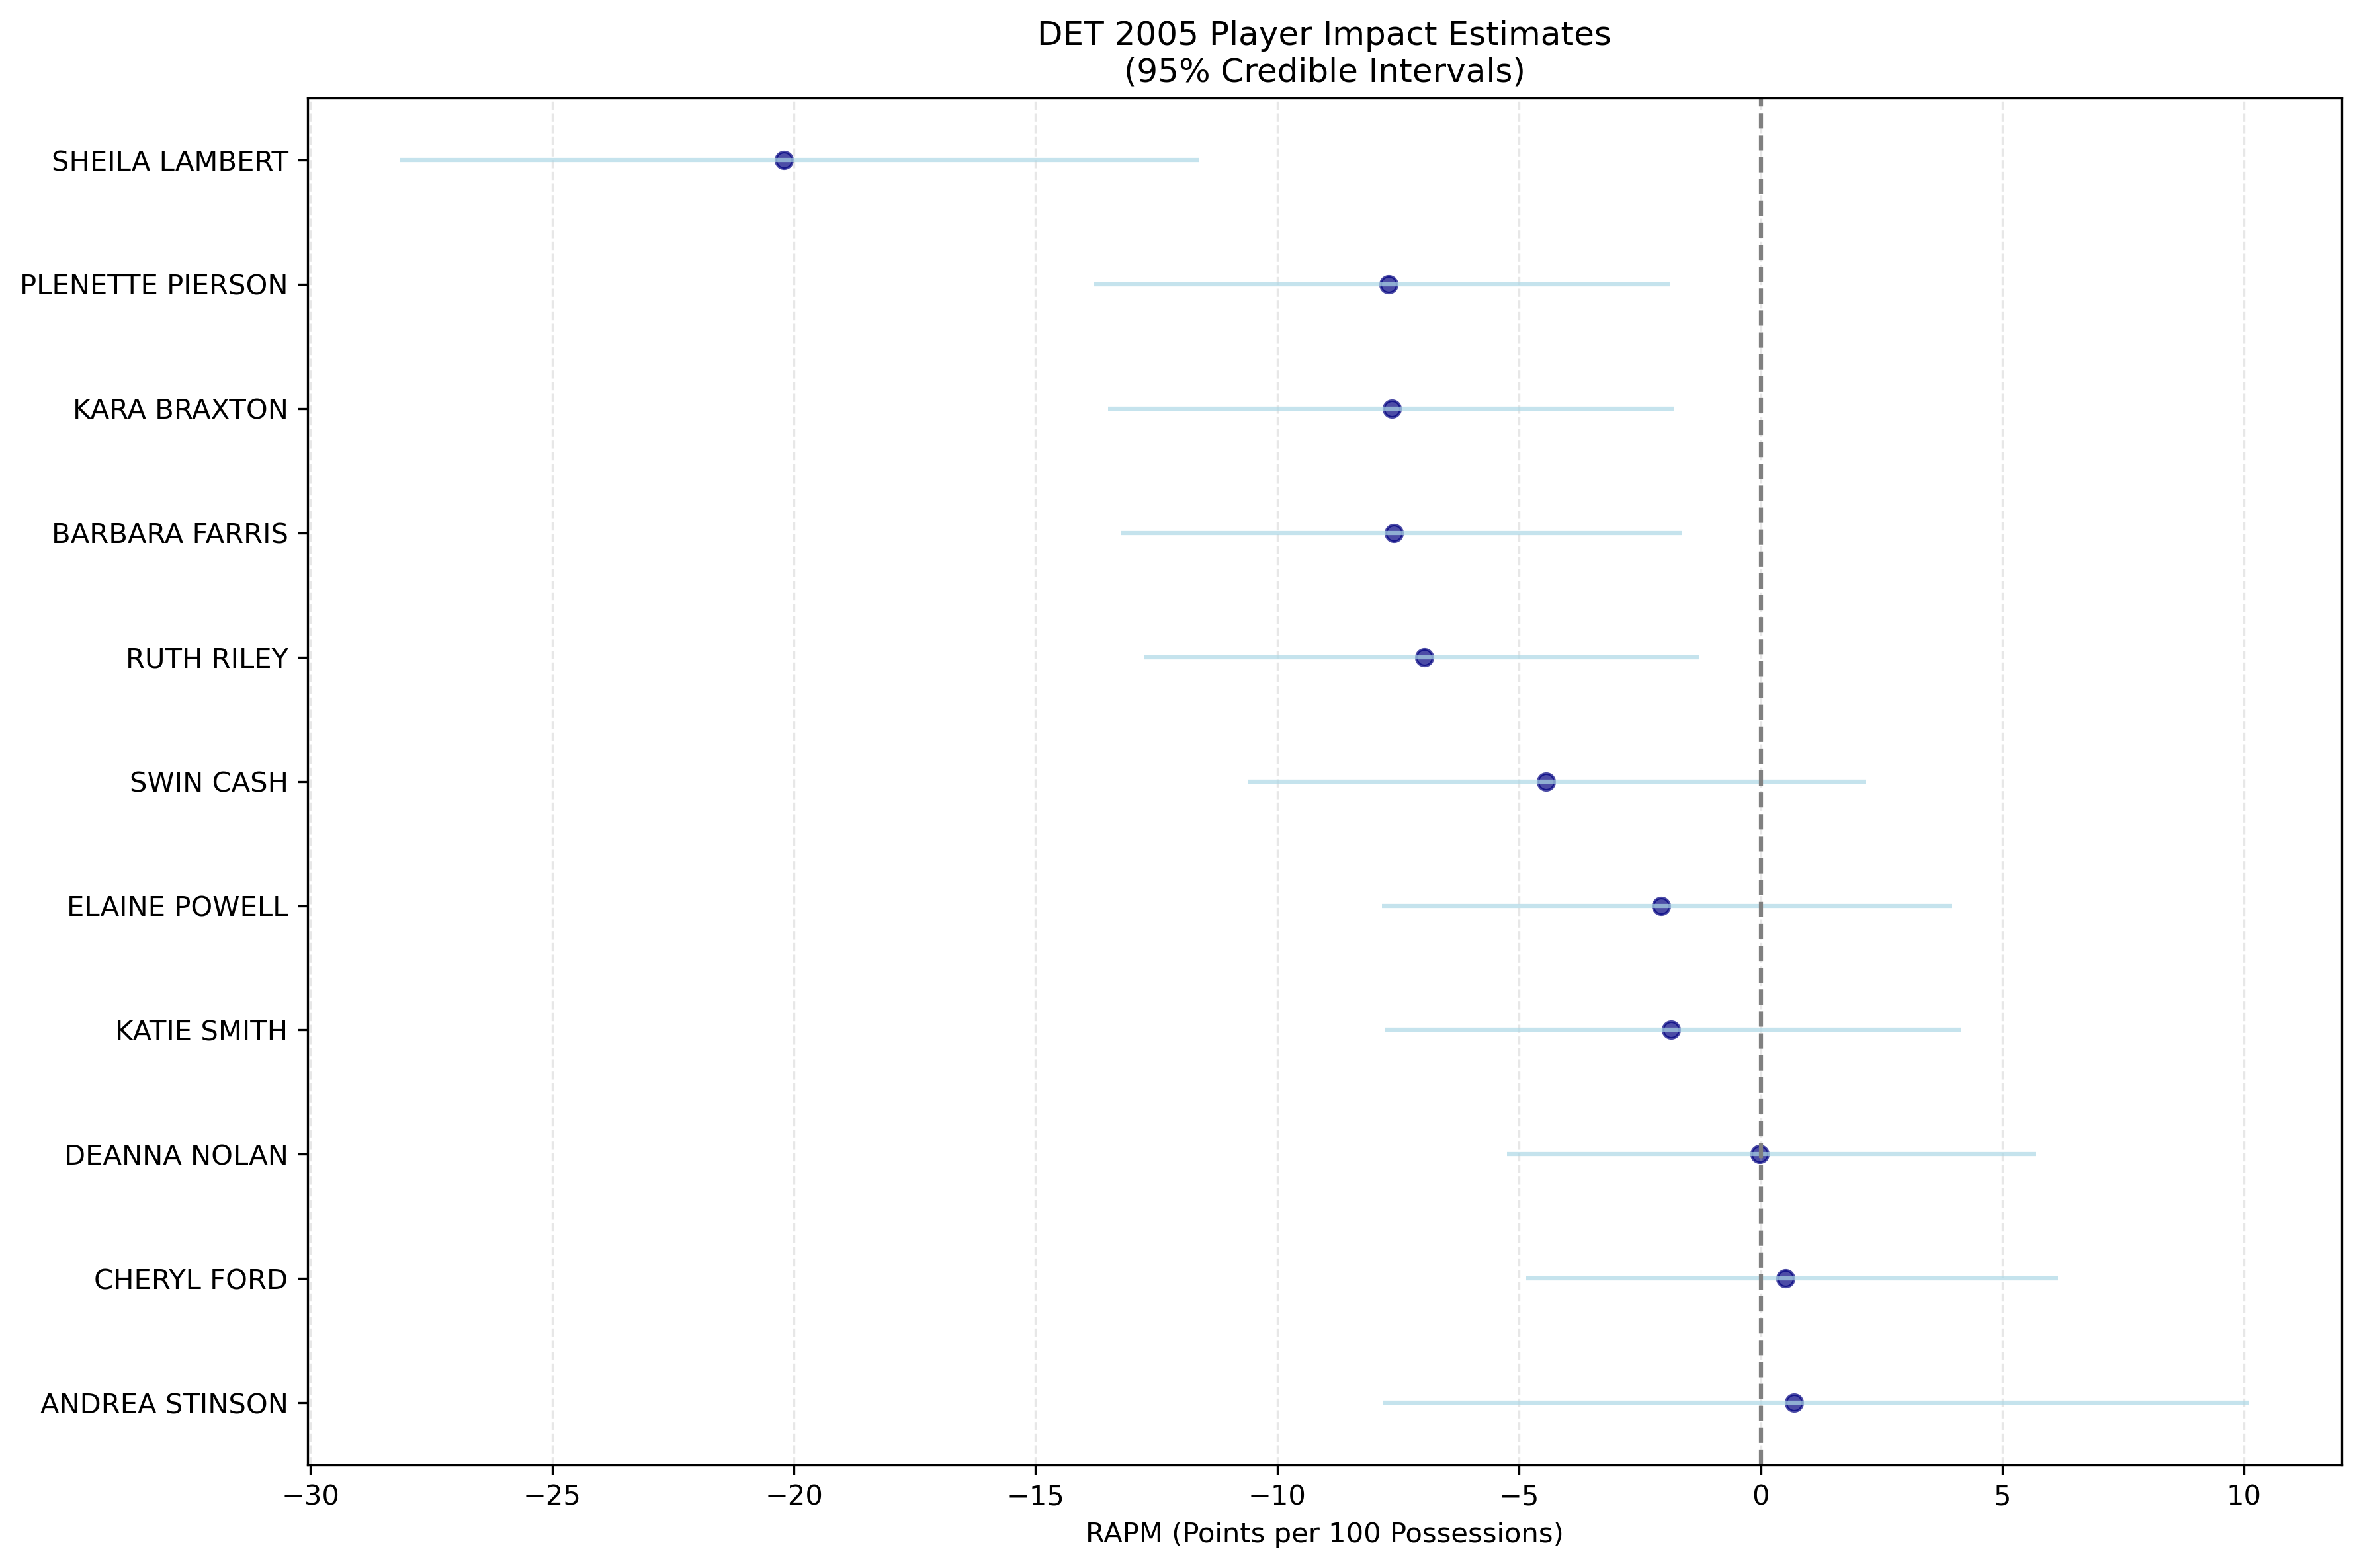 DET 2005 Player Impact Estimates
(95% Credible Intervals)
SHEILA LAMBERT
PLENETTE PIERSON
KARA BRAXTON
BARBARA FARRIS
RUTH RILEY
SWIN CASH
ELAINE POWELL
KATIE SMITH
DEANNA NOLAN
CHERYL FORD
ANDREA STINSON
−30 −25 −20 −15 −10 −5 0 5 10
RAPM (Points per 100 Possessions)